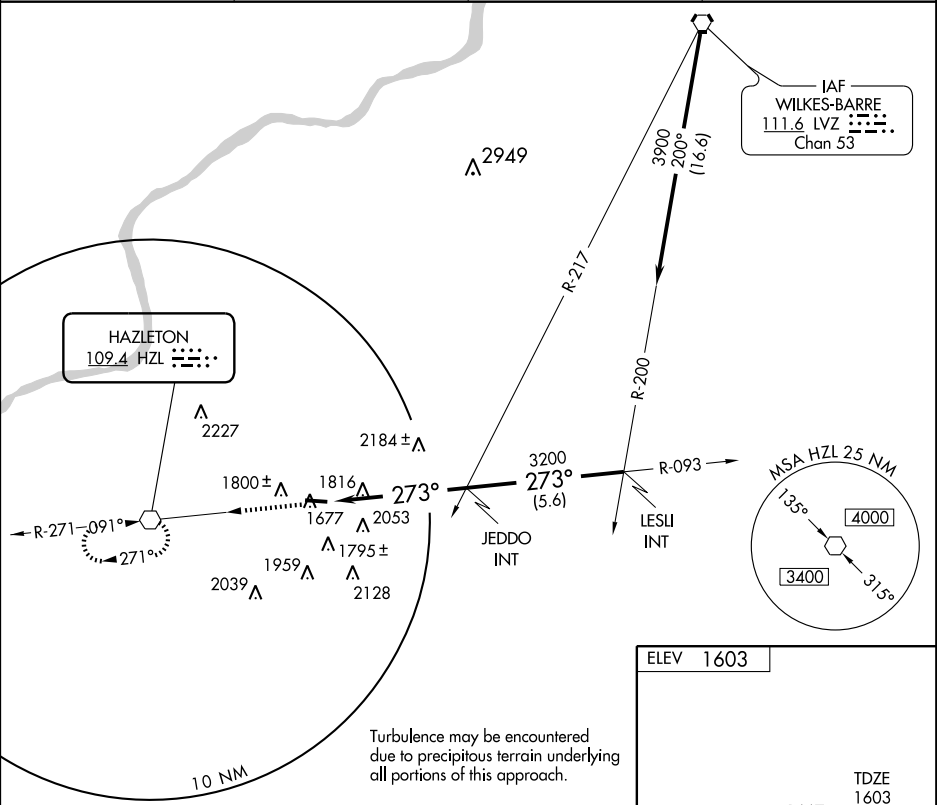 IAF
WILKES-BARRE
111.6 LVZ
Chan 53
3900
200°
(16.6)
2949
R-217
HAZLETON
109.4 HZL
R-200
2227
2184 ±
3200
273°
(5.6)
R-093
MSA HZL 25 NM
135°
4000
3400
315°
1800 ±
1816
273°
1677
2053
JEDDO
INT
LESLI
INT
R-271
091°
271°
1795 ±
1959
2039
2128
ELEV 1603
Turbulence may be encountered
due to precipitous terrain underlying
all portions of this approach.
10 NM
TDZE
1603